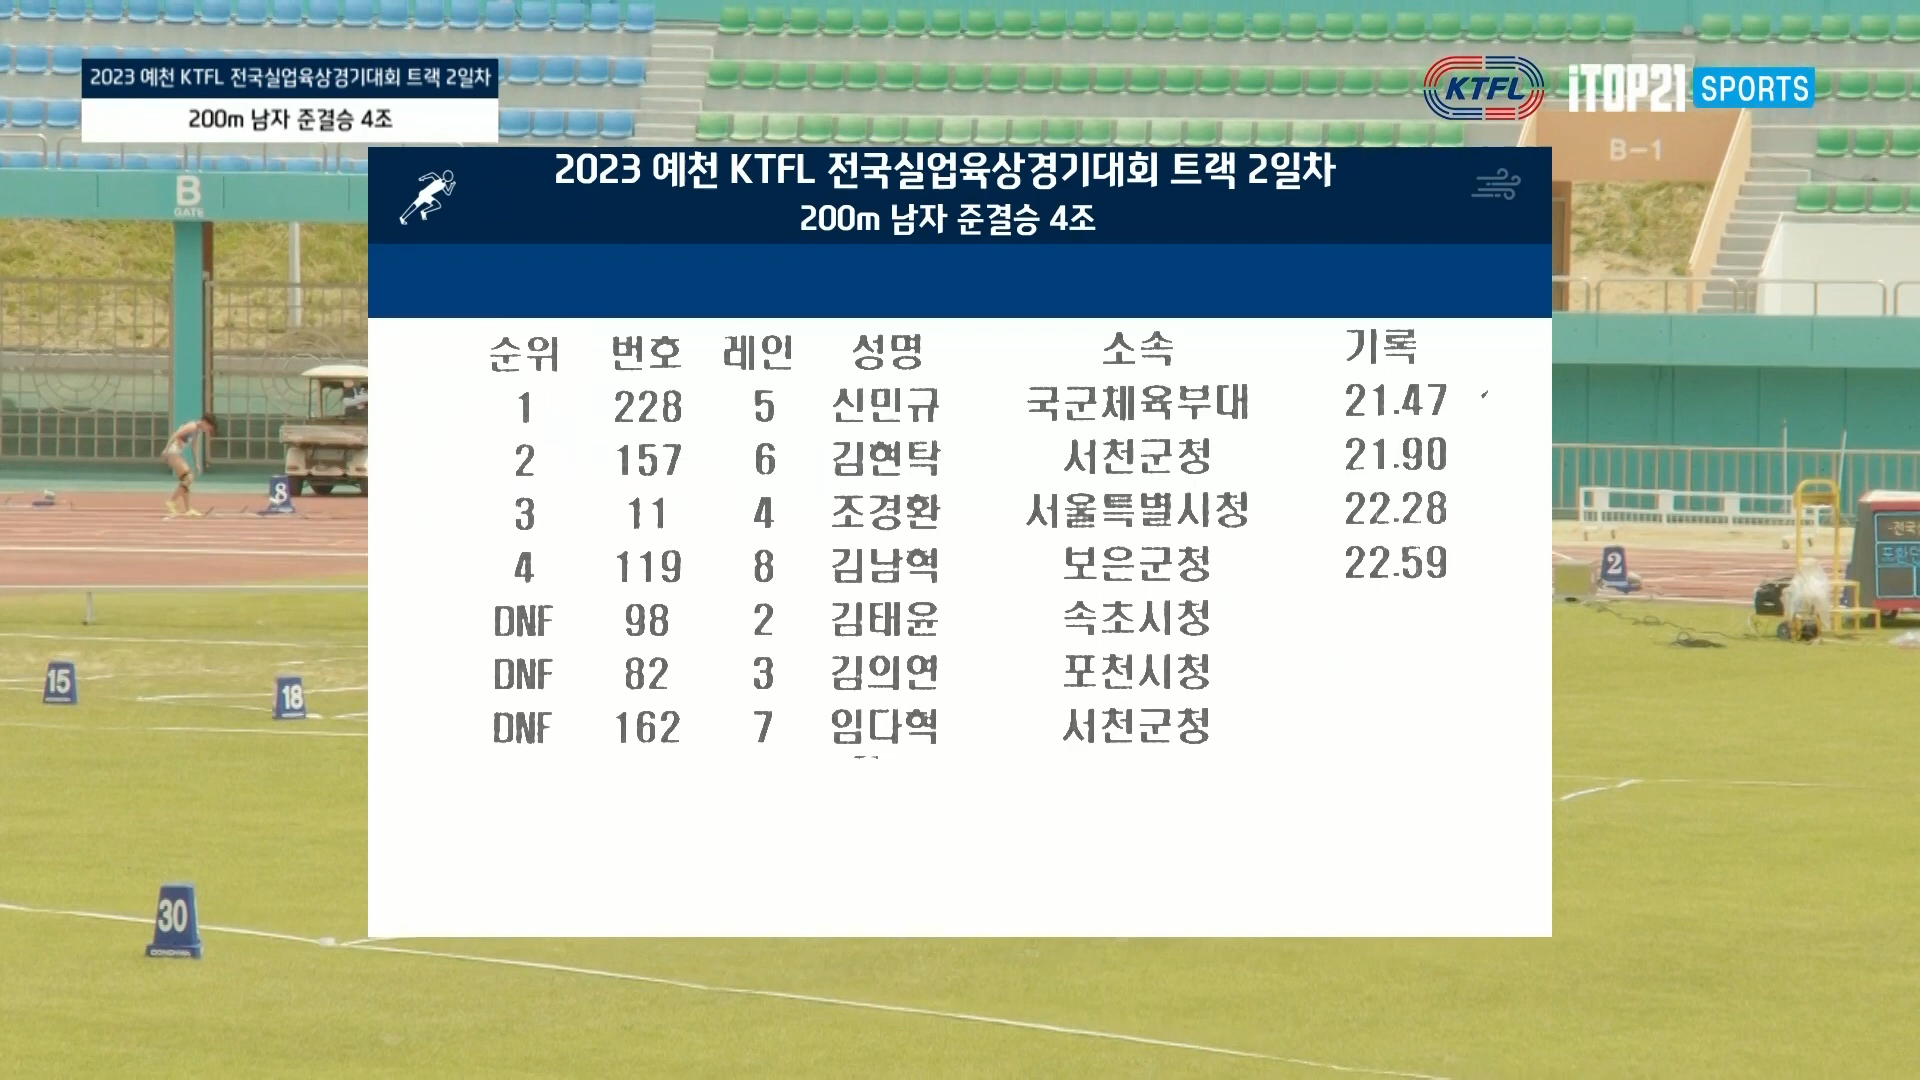 2023 예천 KTFL 전국실업육상경기대회 트랙 2일차
200m 남자 준결승 4조
KTFL iTOP21 SPORTS
2023 예천 KTFL 전국실업육상경기대회 트랙 2일차
200m 남자 준결승 4조
순위 번호 레인 성명 소속 기록
1 228 5 신민규 국군체육부대 21.47
2 157 6 김현탁 서천군청 21.90
3 11 4 조경환 서울특별시청 22.28
4 119 8 김남혁 보은군청 22.59
DNF 98 2 김태윤 속초시청
DNF 82 3 김의연 포천시청
DNF 162 7 임다혁 서천군청
B
GATE
B-1
8
2
15
18
30